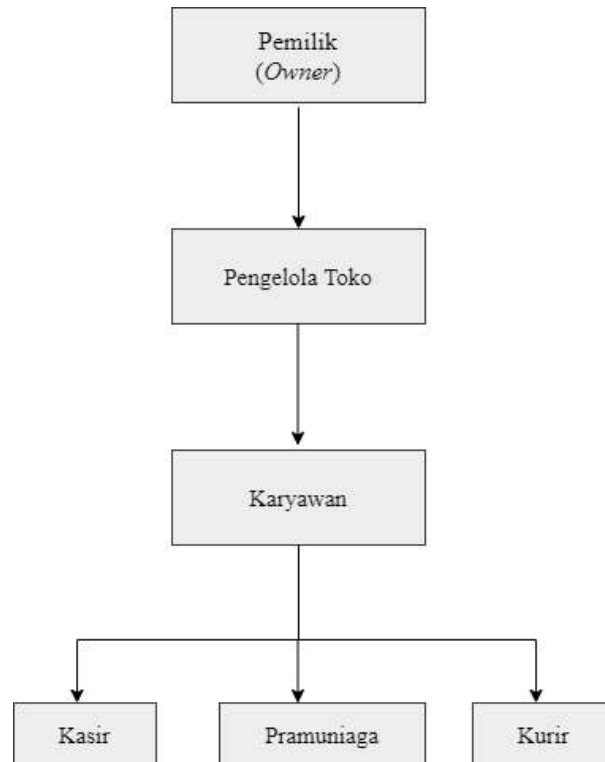 Pemilik
(Owner)
Pengelola Toko
Karyawan
Kasir
Pramuniaga
Kurir